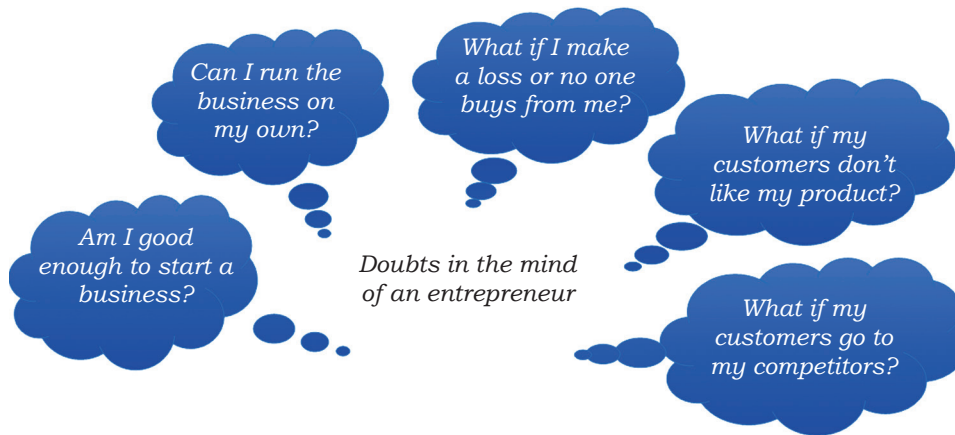 Am I good
enough to start a
business?
Can I run the
business on
my own?
What if I make
a loss or no one
buys from me?
What if my
customers don’t
like my product?
What if my
customers go to
my competitors?
Doubts in the mind
of an entrepreneur